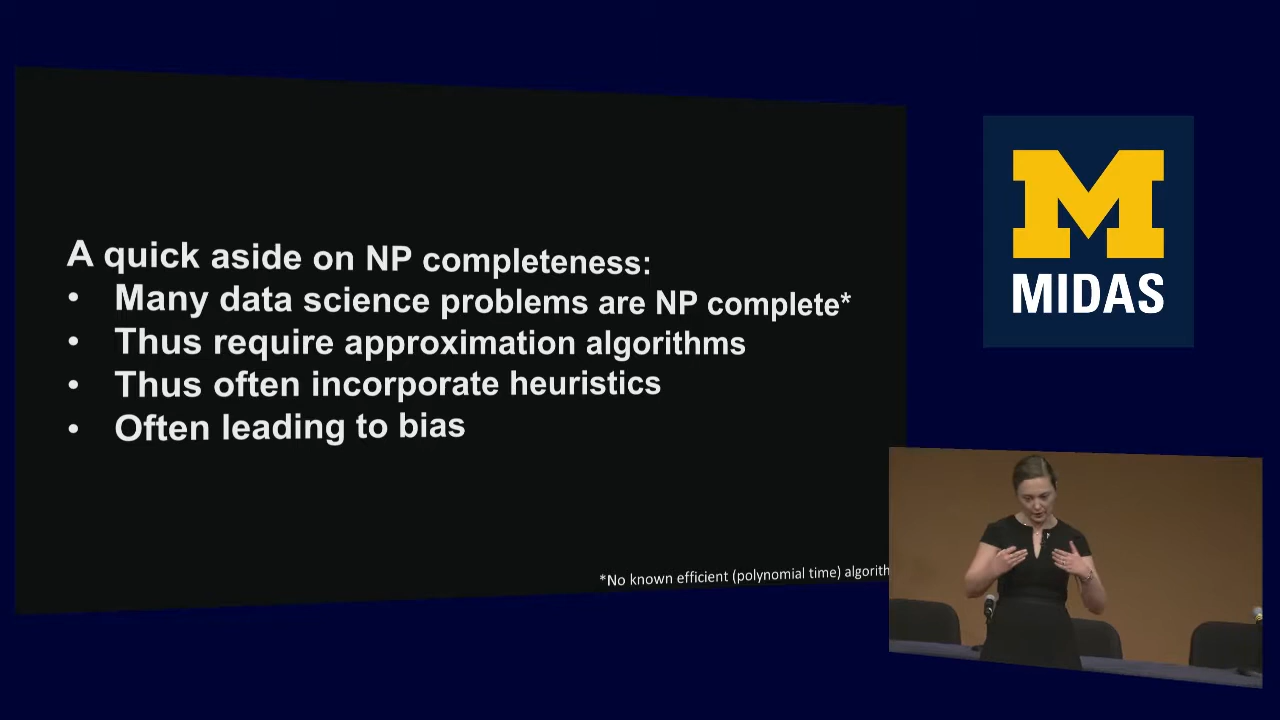 A quick aside on NP completeness:
• Many data science problems are NP complete*
• Thus require approximation algorithms
• Thus often incorporate heuristics
• Often leading to bias
*No known efficient (polynomial time) algorith
M
MIDAS